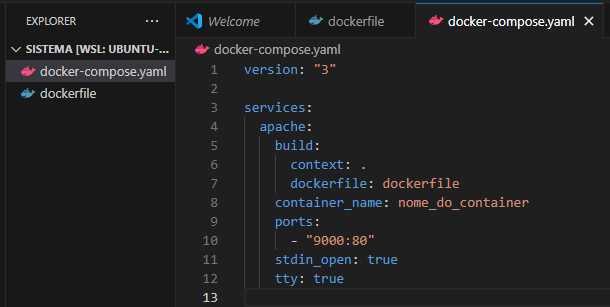 EXPLORER
...
Welcome
dockerfile
docker-compose.yaml
SISTEMA [WSL: UBUNTU-...
docker-compose.yaml
dockerfile
docker-compose.yaml
1 version: "3"
2
3 services:
4   apache:
5     build:
6       context: .
7       dockerfile: dockerfile
8     container_name: nome_do_container
9     ports:
10       - "9000:80"
11     stdin_open: true
12     tty: true
13